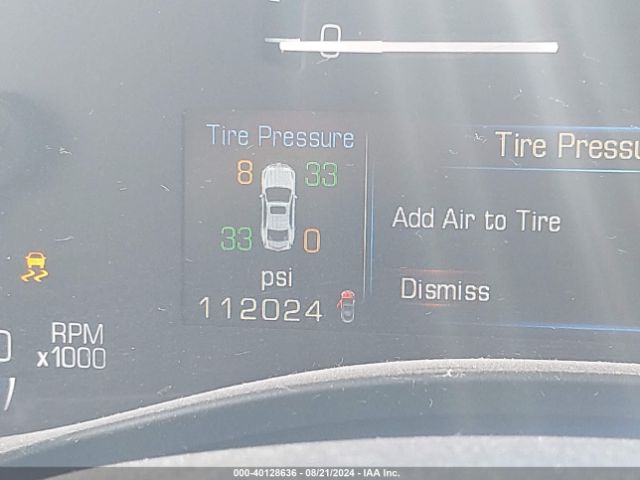 0
Tire Pressure
8 33
33 0
psi
112024
Tire Pressu
Add Air to Tire
Dismiss
RPM
x1000
000-40128636 - 08/21/2024 - IAA Inc.